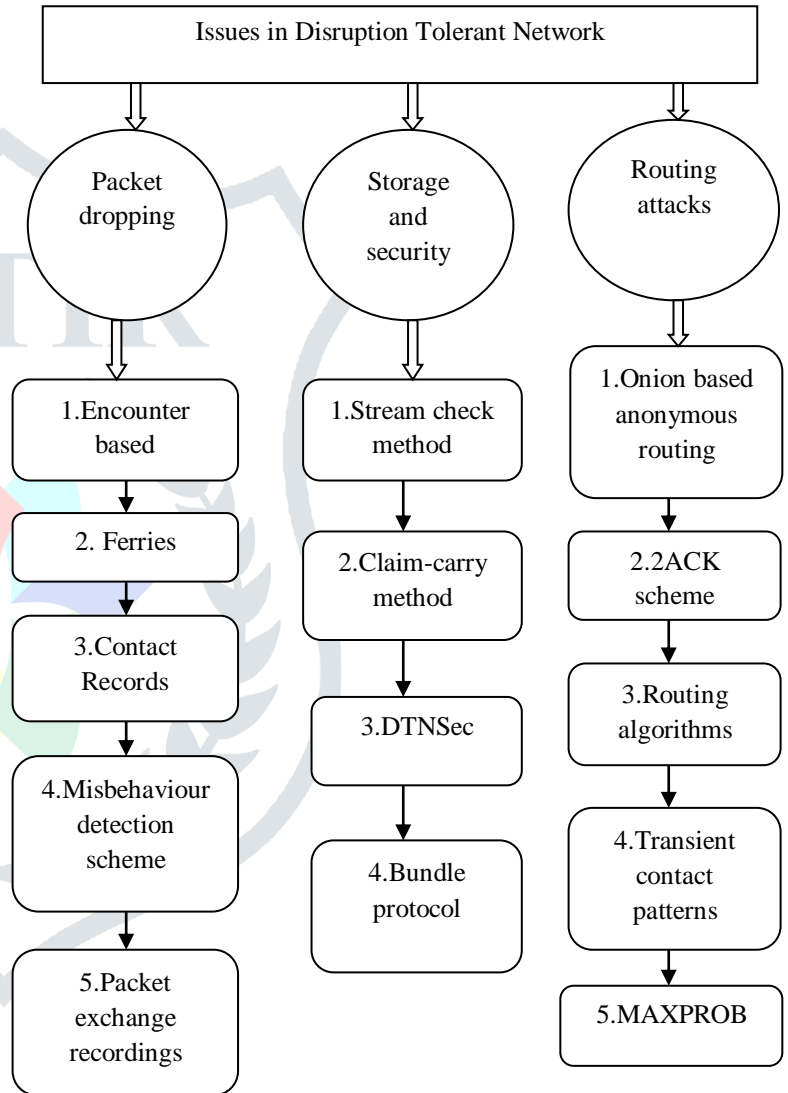 Issues in Disruption Tolerant Network
Packet
dropping
Storage
and
security
Routing
attacks
1.Encounter
based
2. Ferries
3.Contact
Records
4.Misbehaviour
detection
scheme
5.Packet
exchange
recordings
1.Stream check
method
2.Claim-carry
method
3.DTNSec
4.Bundle
protocol
1.Onion based
anonymous
routing
2.2ACK
scheme
3.Routing
algorithms
4.Transient
contact
patterns
5.MAXPROB